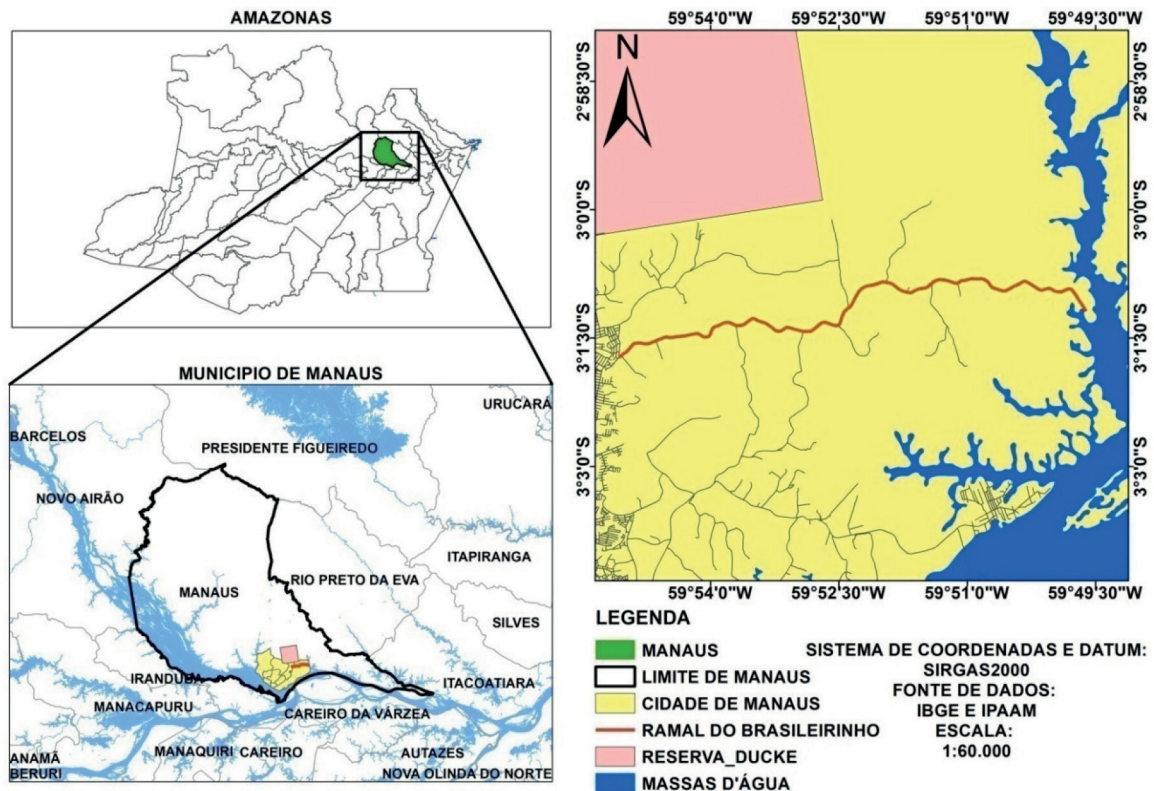 AMAZONAS
MUNICIPIO DE MANAUS
URUCARÁ
BARCELOS
PRESIDENTE FIGUEIREDO
NOVO AIRÃO
ITAPIRANGA
RIO PRETO DA EVA
MANAUS
SILVES
IRANDUBA
ITACOATIARA
MANACAPURU
CAREIRO DA VÁRZEA
ANAMÃ
MANAQUIRI
CAREIRO
AUTAZES
BERURI
NOVA OLINDA DO NORTE
59°54'0"W 59°52'30"W 59°51'0"W 59°49'30"W
N
2°58'30"S
3°0'0"S
3°1'30"S
3°3'0"S
2°58'30"S
3°0'0"S
3°1'30"S
3°3'0"S
59°54'0"W 59°52'30"W 59°51'0"W 59°49'30"W
LEGENDA
MANAUS
LIMITE DE MANAUS
CIDADE DE MANAUS
RAMAL DO BRASILEIRINHO
RESERVA_DUCKE
MASSAS D'ÁGUA
SISTEMA DE COORDENADAS E DATUM:
SIRGAS2000
FONTE DE DADOS:
IBGE E IPAAM
ESCALA:
1:60.000